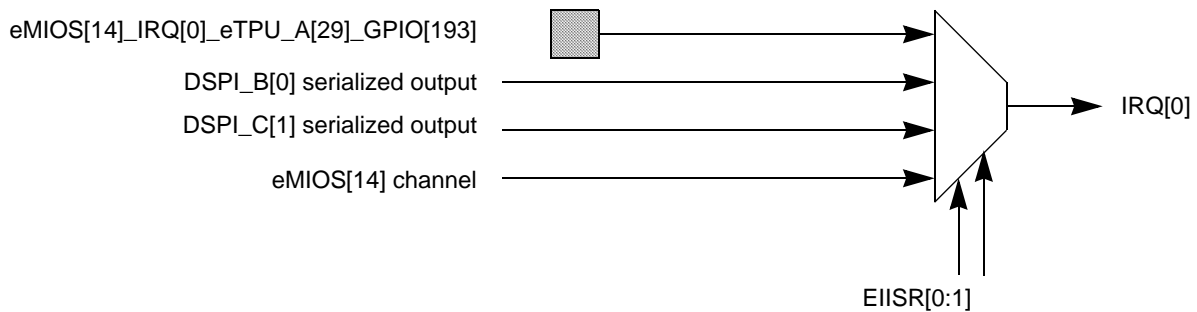 eMIOS[14]_IRQ[0]_eTPU_A[29]_GPIO[193]
DSPI_B[0] serialized output
DSPI_C[1] serialized output
eMIOS[14] channel
IRQ[0]
EIISR[0:1]